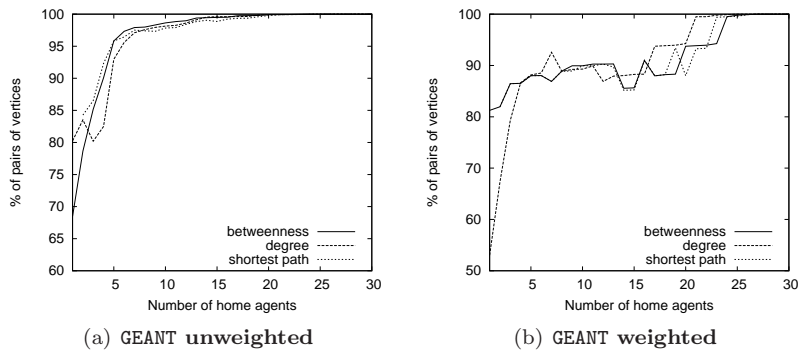 100
95
90
85
80
75
70
65
60
% of pairs of vertices
betweenness
degree
shortest path
5 10 15 20 25 30
Number of home agents
(a) GEANT unweighted
100
90
80
70
60
50
% of pairs of vertices
betweenness
degree
shortest path
5 10 15 20 25 30
Number of home agents
(b) GEANT weighted